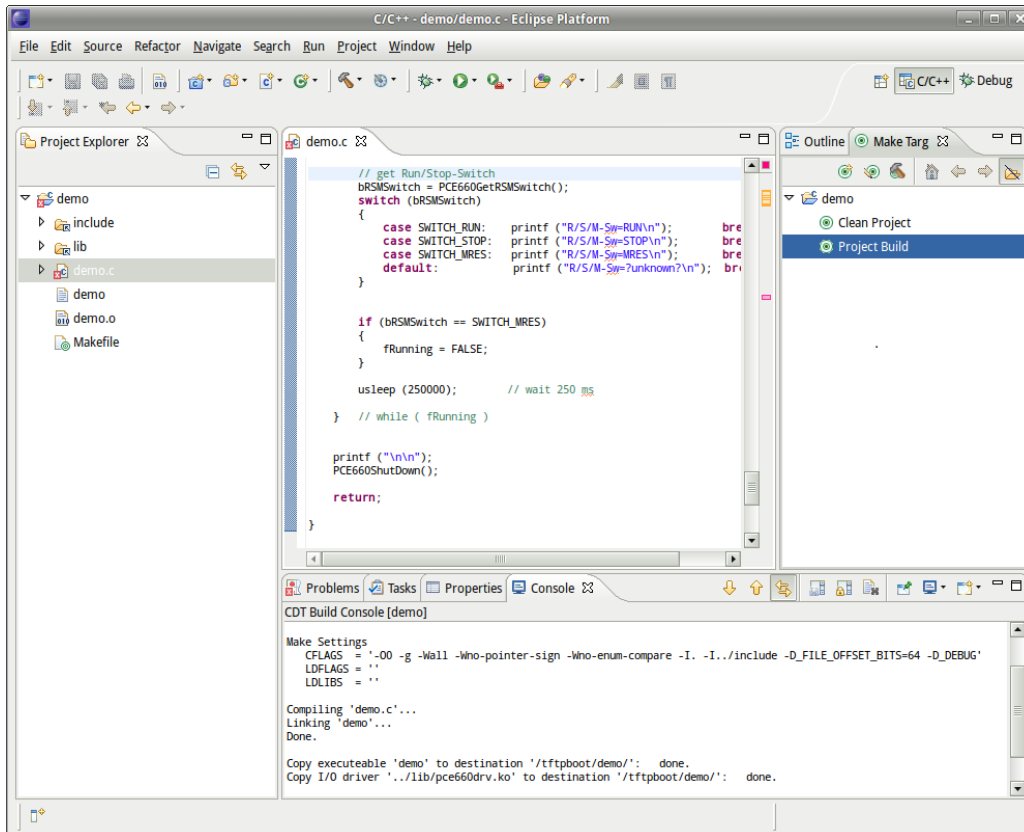 C/C++ - demo/demo.c - Eclipse Platform
File Edit Source Refactor Navigate Search Run Project Window Help
C/C++ Debug
Project Explorer
demo
include
lib
demo.c
demo
demo.o
Makefile
demo.c
// get Run/Stop-Switch
bRSMSwitch = PCE660GetRSMSwitch();
switch (bRSMSwitch)
{
case SWITCH_RUN: printf ("R/S/M-Sw=RUN\n"); bre
case SWITCH_STOP: printf ("R/S/M-Sw=STOP\n"); bre
case SWITCH_MRES: printf ("R/S/M-Sw=MRES\n"); bre
default: printf ("R/S/M-Sw=?unknown?\n"); bre
}
if (bRSMSwitch == SWITCH_MRES)
{
fRunning = FALSE;
}
usleep (250000); // wait 250 ms
} // while ( fRunning )
printf ("\n\n");
PCE660ShutDown();
return;
}
Outline Make Targ
demo
Clean Project
Project Build
Problems Tasks Properties Console
CDT Build Console [demo]
Make Settings
CFLAGS = '-O0 -g -Wall -Wno-pointer-sign -Wno-enum-compare -I. -I../include -D_FILE_OFFSET_BITS=64 -D_DEBUG'
LDFLAGS = ''
LDLIBS = ''
Compiling 'demo.c'...
Linking 'demo'...
Done.
Copy executeable 'demo' to destination '/tftpboot/demo/': done.
Copy I/O driver '../lib/pce660drv.ko' to destination '/tftpboot/demo/': done.